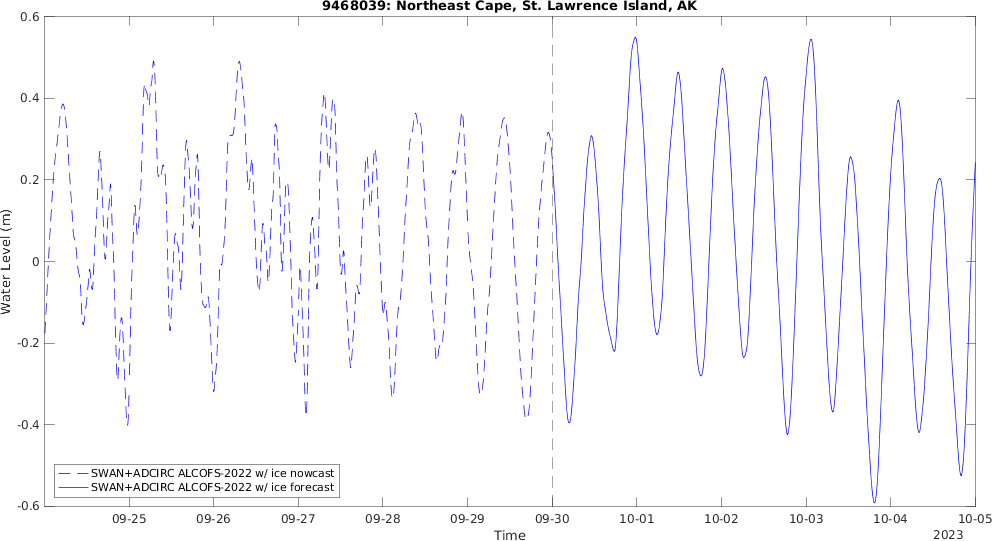 9468039: Northeast Cape, St. Lawrence Island, AK
0.6
0.4
0.2
0
-0.2
-0.4
-0.6
Water Level (m)
SWAN+ADCIRC ALCOFS-2022 w/ ice nowcast
SWAN+ADCIRC ALCOFS-2022 w/ ice forecast
09-25 09-26 09-27 09-28 09-29 09-30 10-01 10-02 10-03 10-04 10-05
Time
2023